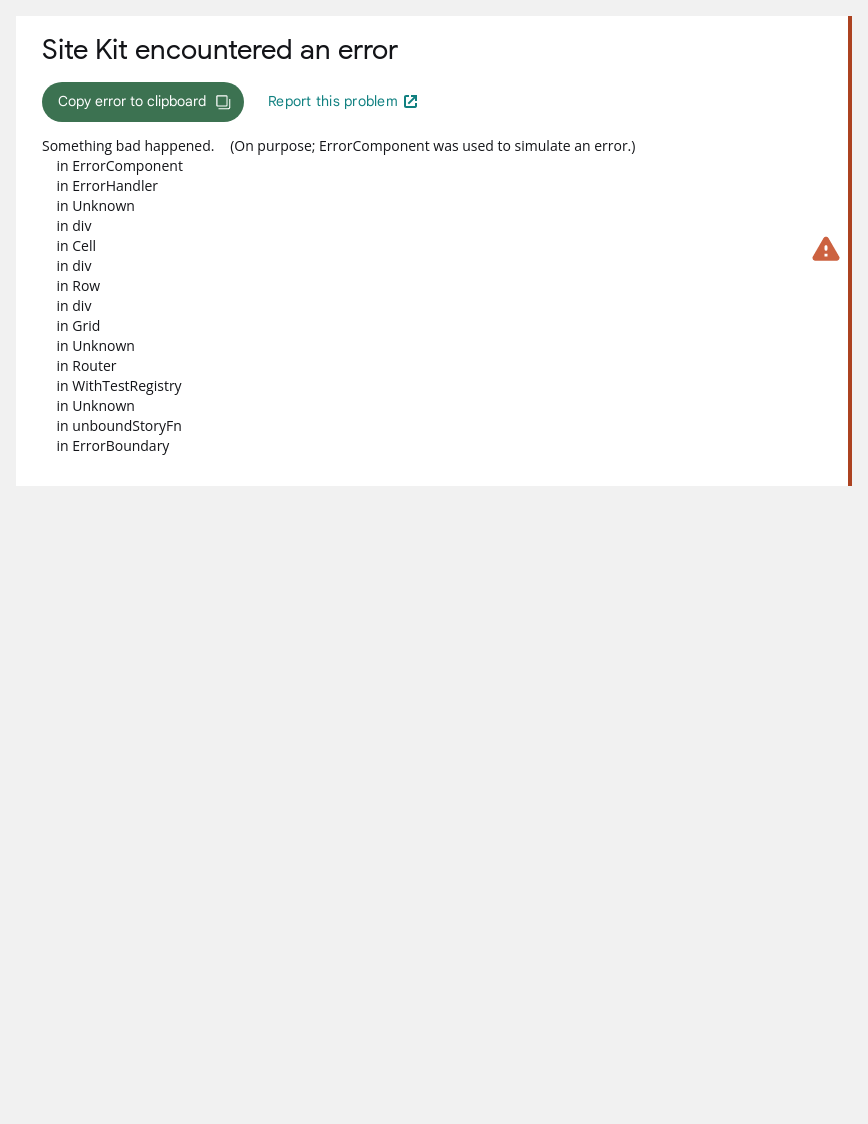 Site Kit encountered an error
Copy error to clipboard
Report this problem
Something bad happened. (On purpose; ErrorComponent was used to simulate an error.)
in ErrorComponent
in ErrorHandler
in Unknown
in div
in Cell
in div
in Row
in div
in Grid
in Unknown
in Router
in WithTestRegistry
in Unknown
in unboundStoryFn
in ErrorBoundary